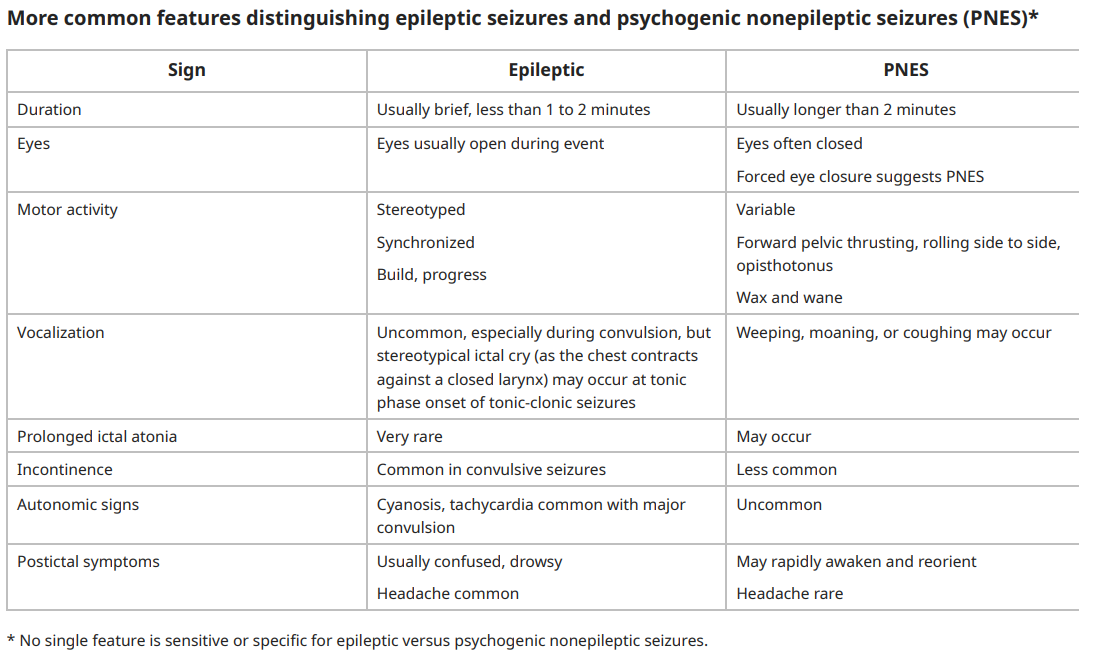 More common features distinguishing epileptic seizures and psychogenic nonepileptic seizures (PNES)*
Sign
Epileptic
PNES
Duration
Usually brief, less than 1 to 2 minutes
Usually longer than 2 minutes
Eyes
Eyes usually open during event
Eyes often closed
Forced eye closure suggests PNES
Motor activity
Stereotyped
Synchronized
Build, progress
Variable
Forward pelvic thrusting, rolling side to side,
opisthotonus
Wax and wane
Vocalization
Uncommon, especially during convulsion, but
stereotypical ictal cry (as the chest contracts
against a closed larynx) may occur at tonic
phase onset of tonic-clonic seizures
Weeping, moaning, or coughing may occur
Prolonged ictal atonia
Very rare
May occur
Incontinence
Common in convulsive seizures
Less common
Autonomic signs
Cyanosis, tachycardia common with major
convulsion
Uncommon
Postictal symptoms
Usually confused, drowsy
Headache common
May rapidly awaken and reorient
Headache rare
* No single feature is sensitive or specific for epileptic versus psychogenic nonepileptic seizures.